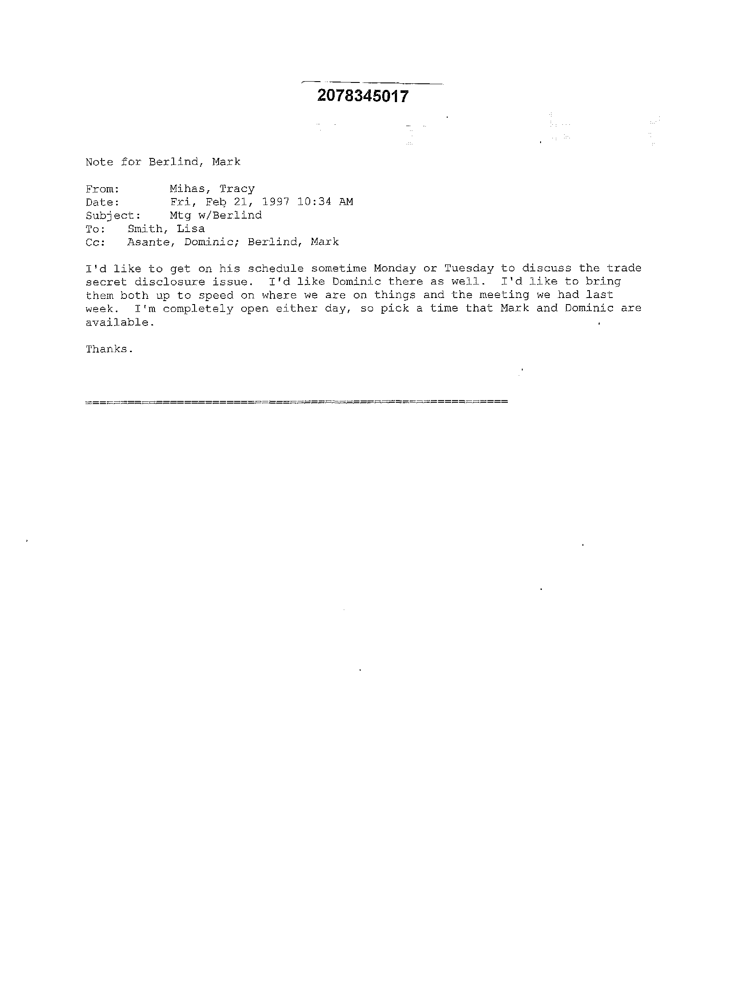 2078345017
Note for Berlind, Mark
From: Mihas, Tracy
Date: Fri, Feb 21, 1997 10:34 AM
Subject: Mtg w/Berlind
To: Smith, Lisa
Cc: Asante, Dominic; Berlind, Mark
I'd like to get on his schedule sometime Monday or Tuesday to discuss the trade
secret disclosure issue. I'd like Dominic there as well. I'd like to bring
them both up to speed on where we are on things and the meeting we had last
week. I'm completely open either day, so pick a time that Mark and Dominic are
available.
Thanks.
===========================================================